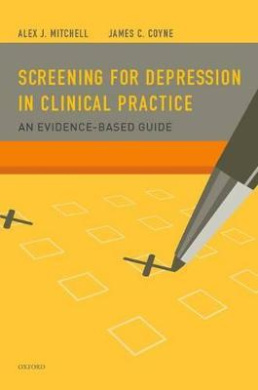 ALEX J. MITCHELL JAMES C. COYNE
SCREENING FOR DEPRESSION
IN CLINICAL PRACTICE
AN EVIDENCE-BASED GUIDE
OXFORD